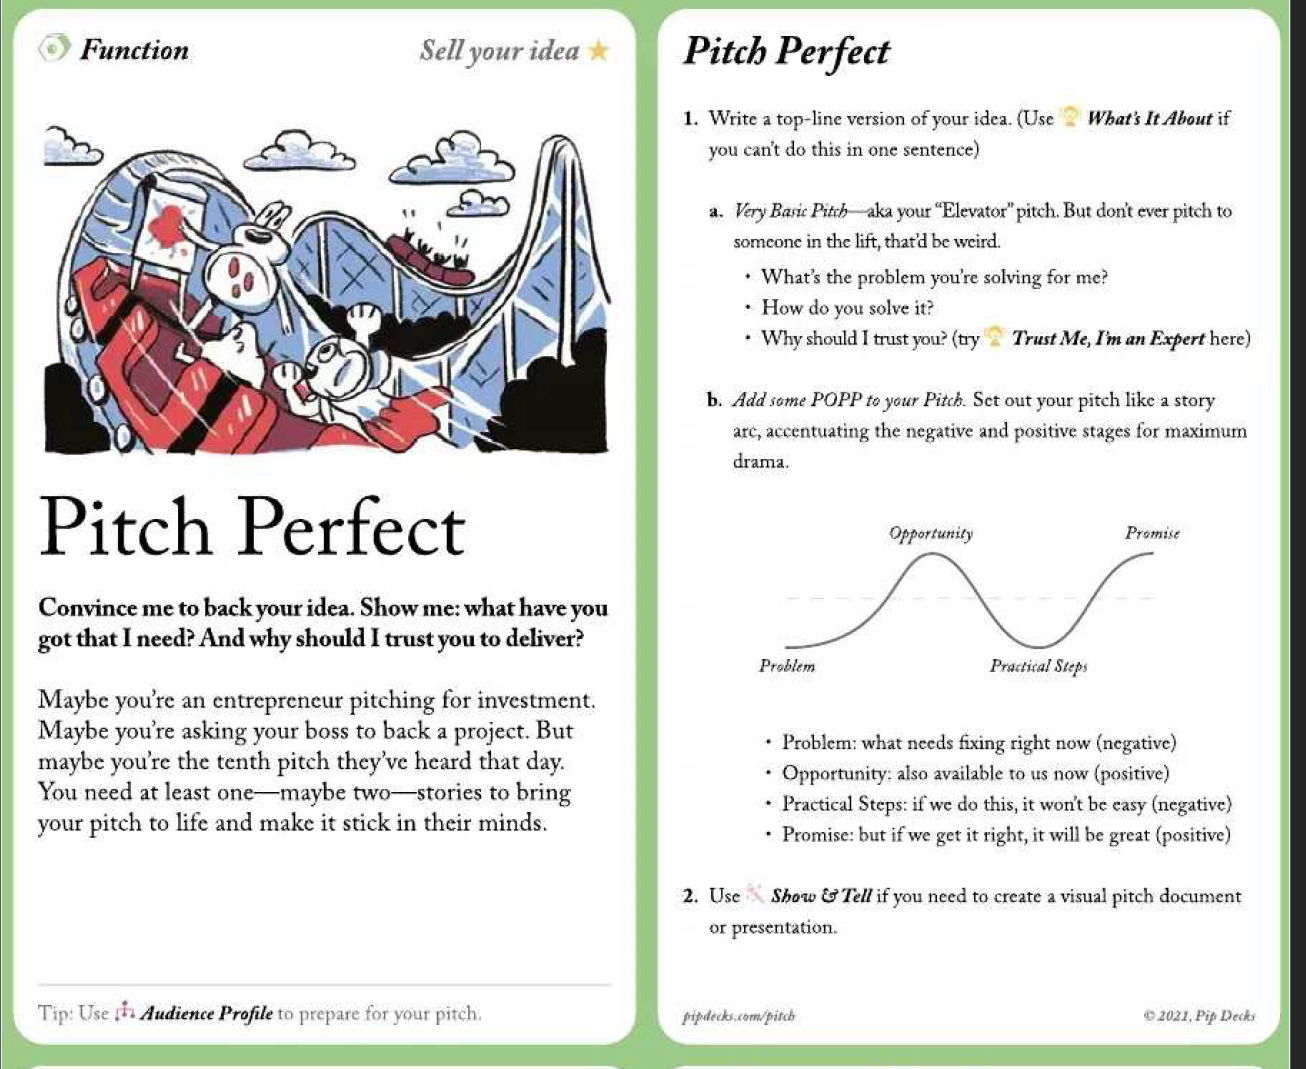 Function
Sell your idea
Pitch Perfect
Convince me to back your idea. Show me: what have you
got that I need? And why should I trust you to deliver?
Maybe you're an entrepreneur pitching for investment.
Maybe you're asking your boss to back a project. But
maybe you're the tenth pitch they've heard that day.
You need at least one—maybe two—stories to bring
your pitch to life and make it stick in their minds.
Tip: Use Audience Profile to prepare for your pitch.
Pitch Perfect
1. Write a top-line version of your idea. (Use What's It About if
you can't do this in one sentence)
a. Very Basic Pitch—aka your “Elevator” pitch. But don't ever pitch to
someone in the lift, that'd be weird.
• What's the problem you're solving for me?
• How do you solve it?
• Why should I trust you? (try Trust Me, I'm an Expert here)
b. Add some POPP to your Pitch. Set out your pitch like a story
arc, accentuating the negative and positive stages for maximum
drama.
Opportunity
Promise
Problem
Practical Steps
• Problem: what needs fixing right now (negative)
• Opportunity: also available to us now (positive)
• Practical Steps: if we do this, it won't be easy (negative)
• Promise: but if we get it right, it will be great (positive)
2. Use Show & Tell if you need to create a visual pitch document
or presentation.
pipdecks.com/pitch
© 2021, Pip Decks